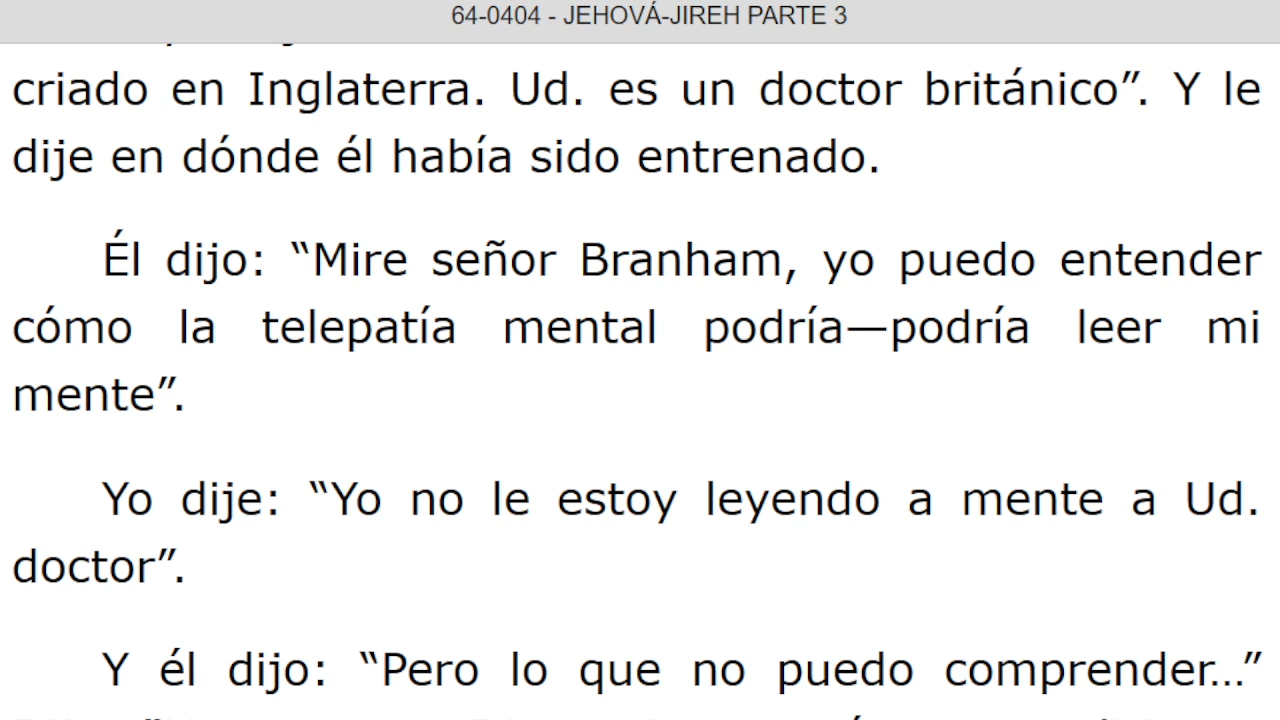 64-0404 - JEHOVÁ-JIREH PARTE 3
criado en Inglaterra. Ud. es un doctor británico”. Y le
dije en dónde él había sido entrenado.
Él dijo: “Mire señor Branham, yo puedo entender
cómo la telepatía mental podría—podría leer mi
mente”.
Yo dije: “Yo no le estoy leyendo a mente a Ud.
doctor”.
Y él dijo: “Pero lo que no puedo comprender...”